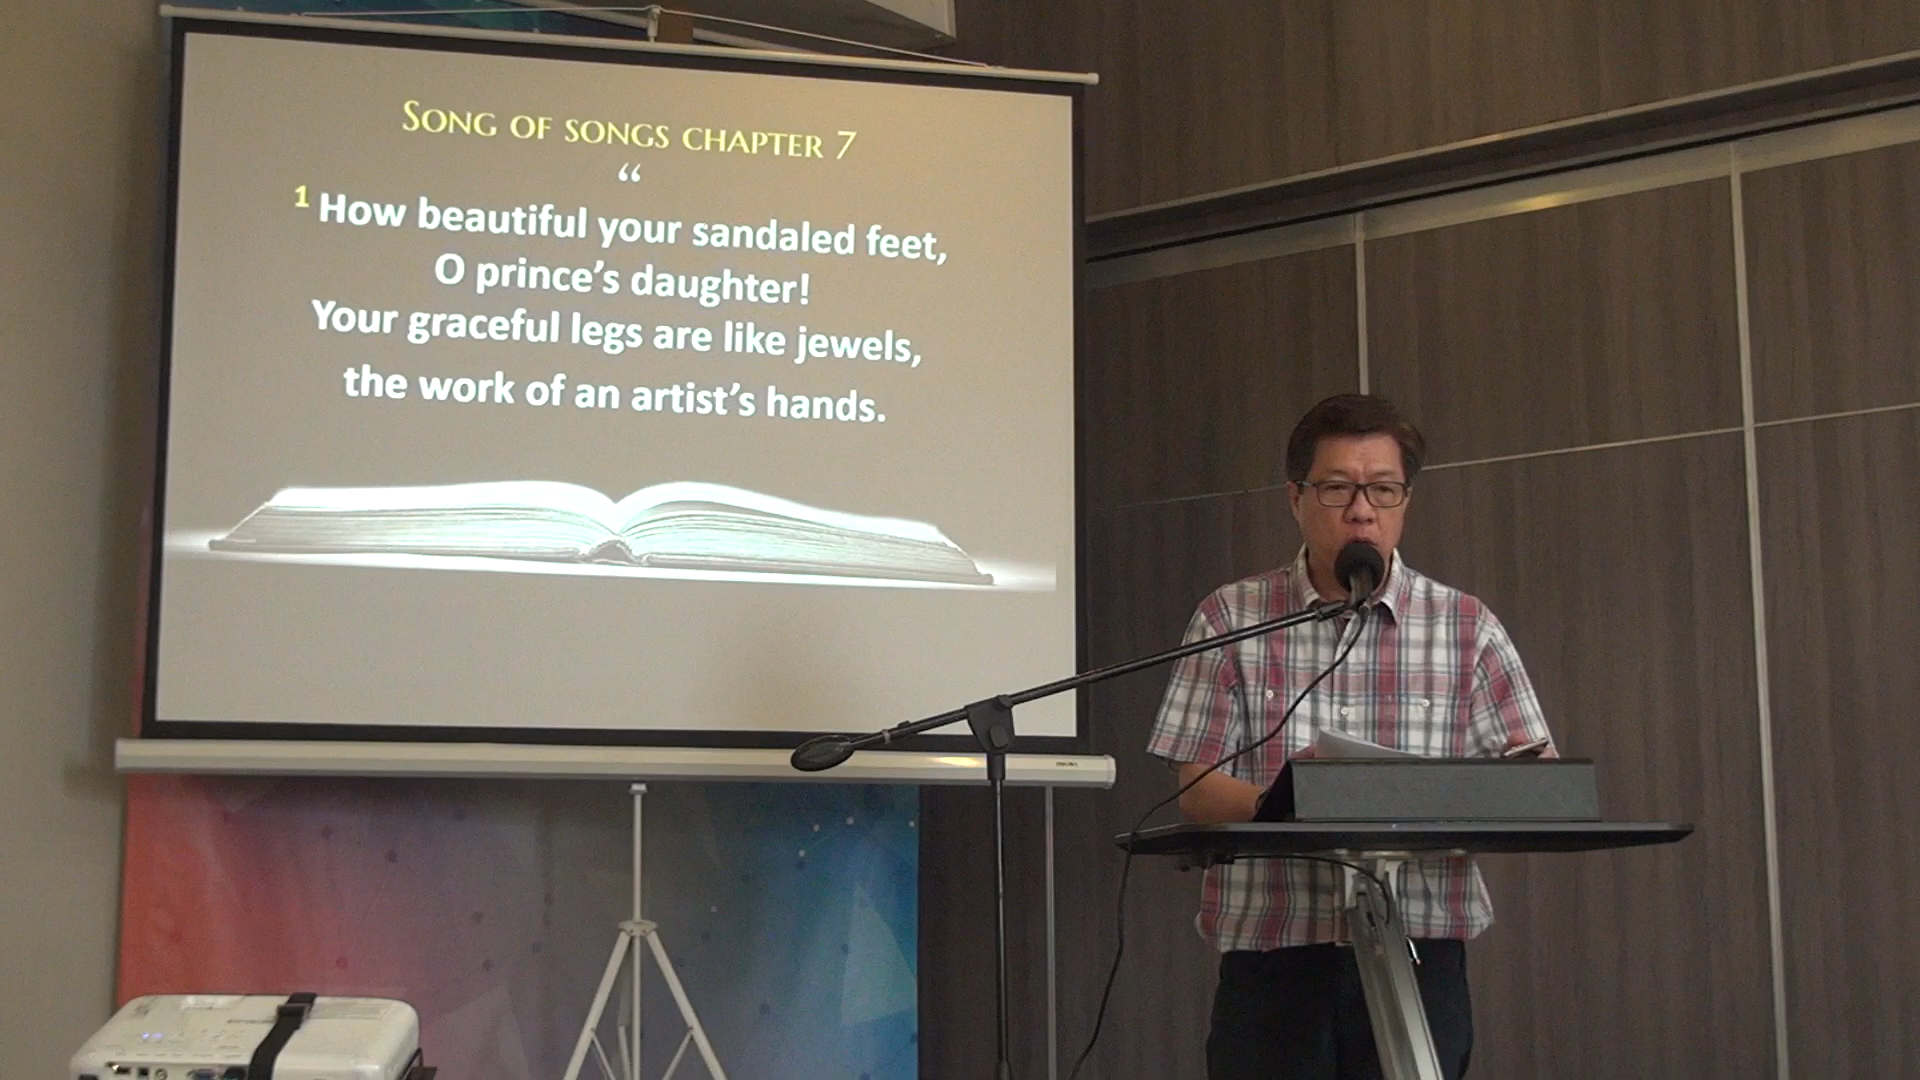 Song of songs chapter 7
“
1 How beautiful your sandaled feet,
O prince’s daughter!
Your graceful legs are like jewels,
the work of an artist’s hands.